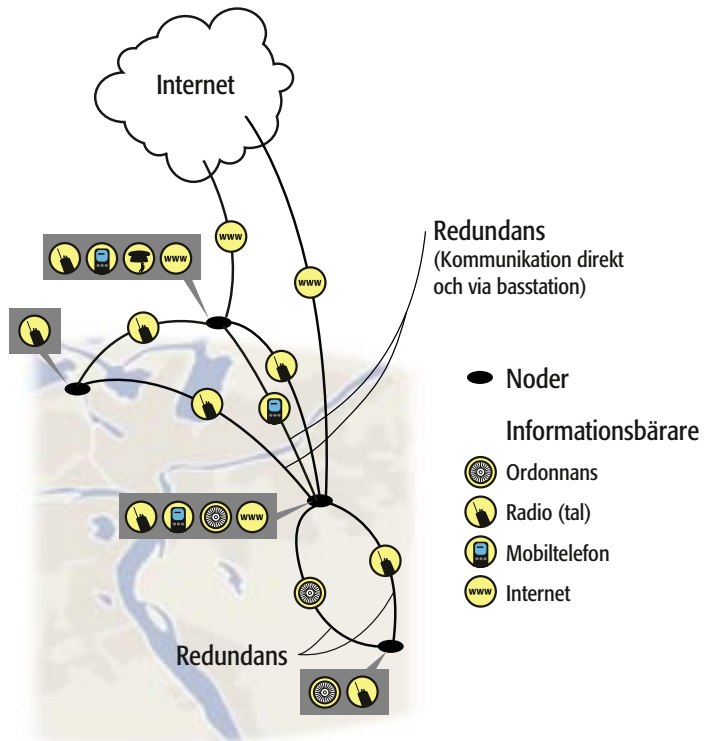 Internet
www
www
www
Redundans
(Kommunikation direkt
och via basstation)
Noder
Informationsbärare
Ordonnans
Radio (tal)
Mobiltelefon
www Internet
www
Redundans